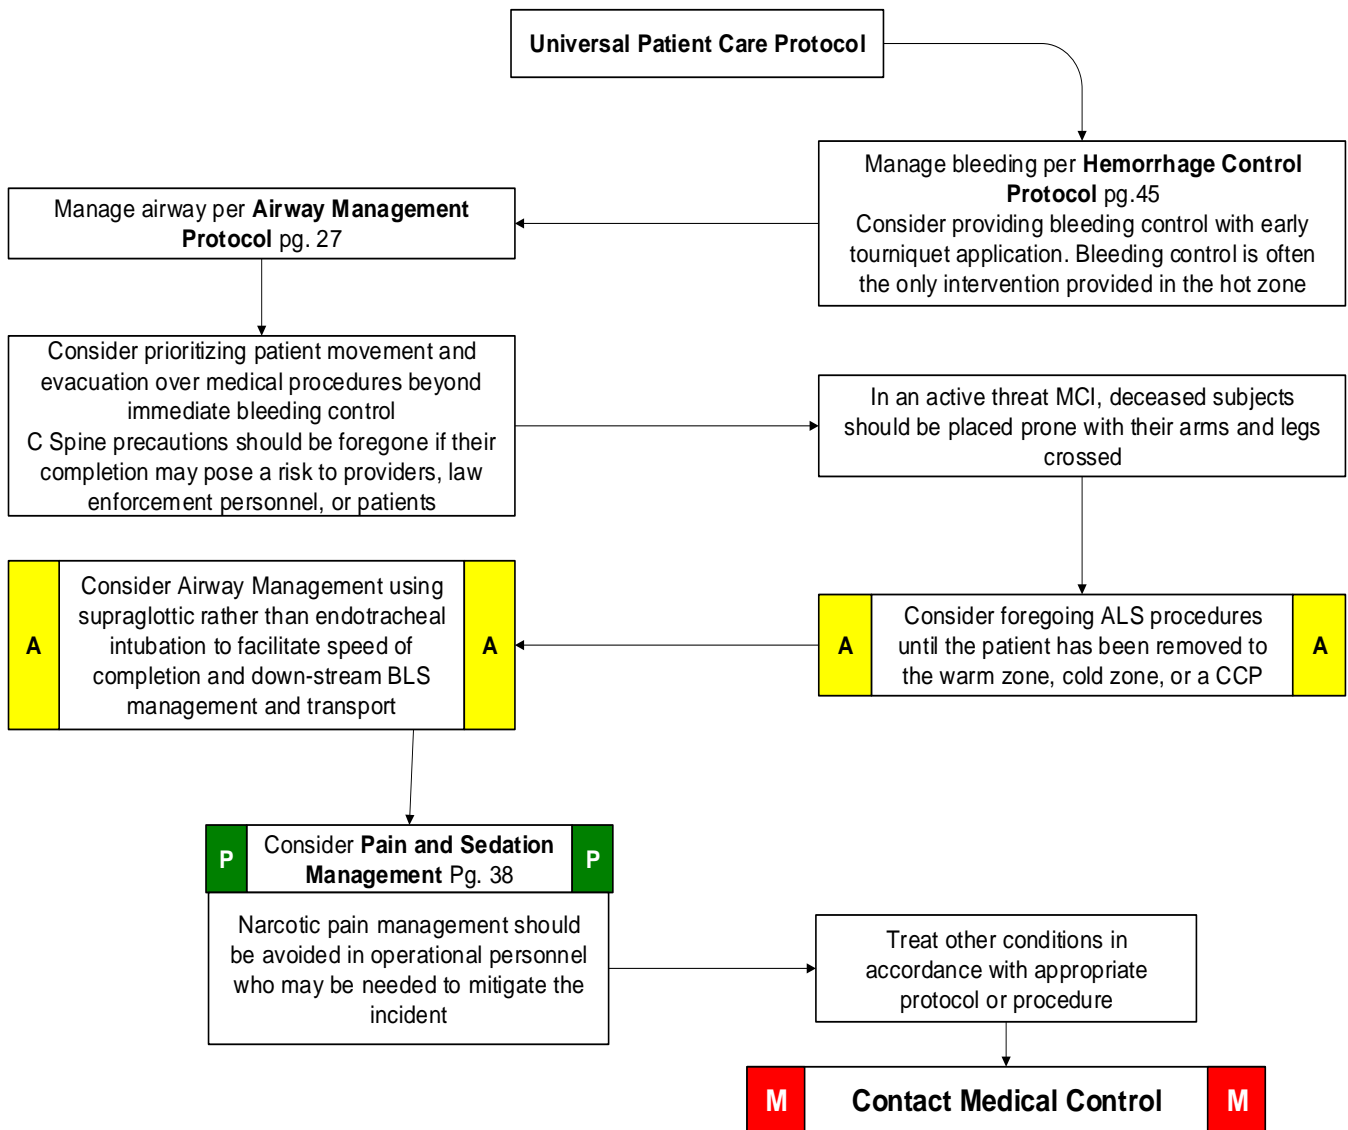 Universal Patient Care Protocol
Manage bleeding per Hemorrhage Control
Protocol pg.45
Consider providing bleeding control with early
tourniquet application. Bleeding control is often
the only intervention provided in the hot zone
Manage airway per Airway Management
Protocol pg. 27
Consider prioritizing patient movement and
evacuation over medical procedures beyond
immediate bleeding control
C Spine precautions should be foregone if their
completion may pose a risk to providers, law
enforcement personnel, or patients
In an active threat MCI, deceased subjects
should be placed prone with their arms and legs
crossed
A
Consider foregoing ALS procedures
until the patient has been removed to
the warm zone, cold zone, or a CCP
A
A
Consider Airway Management using
supraglottic rather than endotracheal
intubation to facilitate speed of
completion and down-stream BLS
management and transport
A
P
Consider Pain and Sedation
Management Pg. 38
P
Narcotic pain management should
be avoided in operational personnel
who may be needed to mitigate the
incident
Treat other conditions in
accordance with appropriate
protocol or procedure
M
Contact Medical Control
M